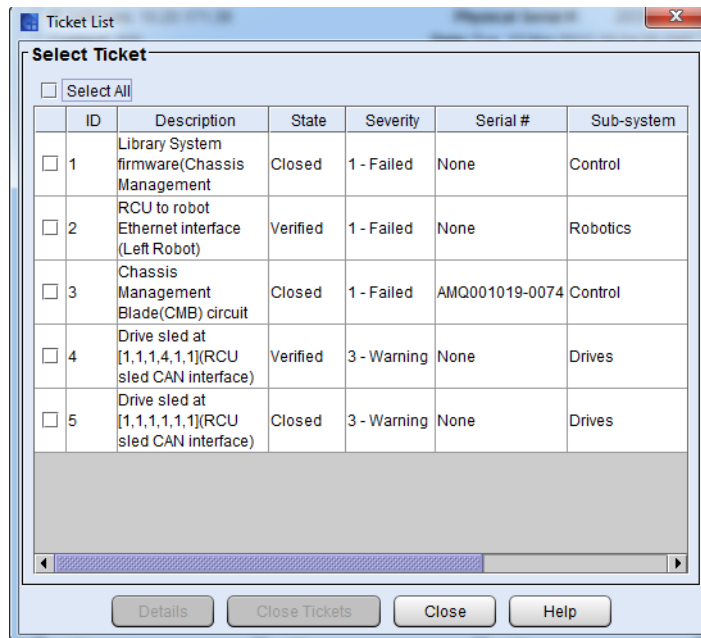 Ticket List
Select Ticket
Select All
ID Description State Severity Serial # Sub-system
1 Library System firmware(Chassis Management Closed 1 - Failed None Control
2 RCU to robot Ethernet interface (Left Robot) Verified 1 - Failed None Robotics
3 Chassis Management Blade(CMB) circuit Closed 1 - Failed AMQ001019-0074 Control
4 Drive sled at [1,1,1,4,1,1](RCU sled CAN interface) Verified 3 - Warning None Drives
5 Drive sled at [1,1,1,1,1,1](RCU sled CAN interface) Closed 3 - Warning None Drives
Details Close Tickets Close Help